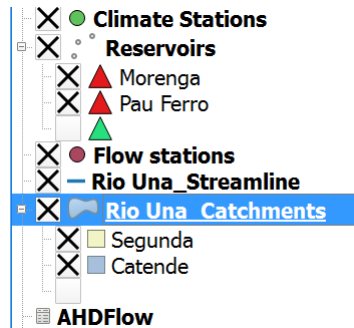 Climate Stations
Reservoirs
Morenga
Pau Ferro
Flow stations
Rio Una_Streamline
Rio Una_Catchments
Segunda
Catende
AHDFlow